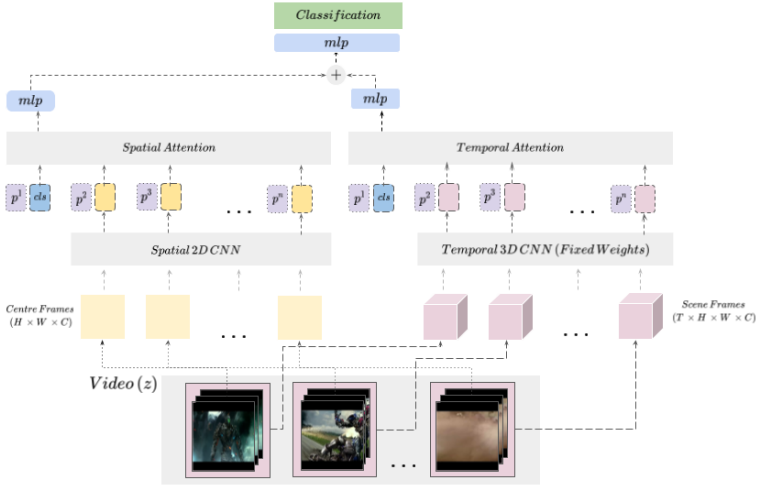 Classification
mlp
+
mlp
mlp
Spatial Attention
Temporal Attention
p¹ cls p² p³ ... pⁿ
p¹ cls p² p³ ... pⁿ
Spatial 2D CNN
Temporal 3D CNN (Fixed Weights)
Centre Frames
(H × W × C)
...
...
Scene Frames
(T × H × W × C)
Video (z)
...